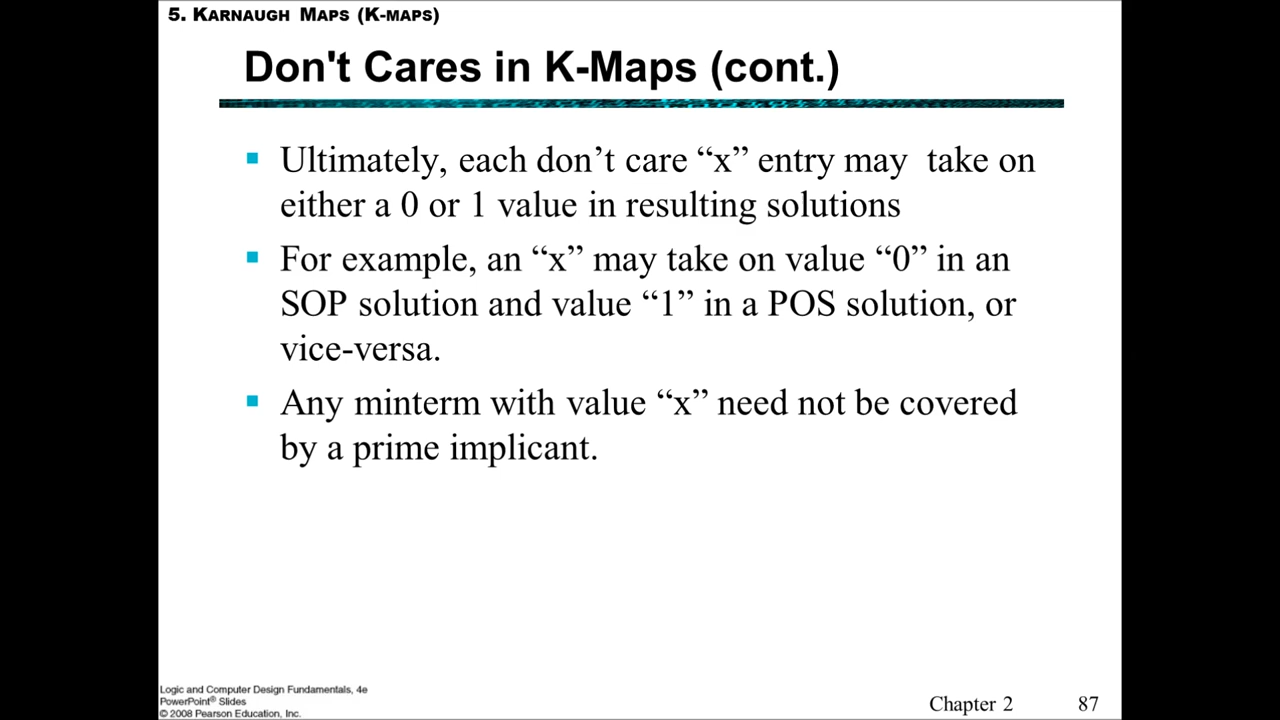 5. KARNAUGH MAPS (K-MAPS)
Don't Cares in K-Maps (cont.)
Ultimately, each don’t care “x” entry may take on
either a 0 or 1 value in resulting solutions
For example, an “x” may take on value “0” in an
SOP solution and value “1” in a POS solution, or
vice-versa.
Any minterm with value “x” need not be covered
by a prime implicant.
Logic and Computer Design Fundamentals, 4e
PowerPoint® Slides
© 2008 Pearson Education, Inc.
Chapter 2 87